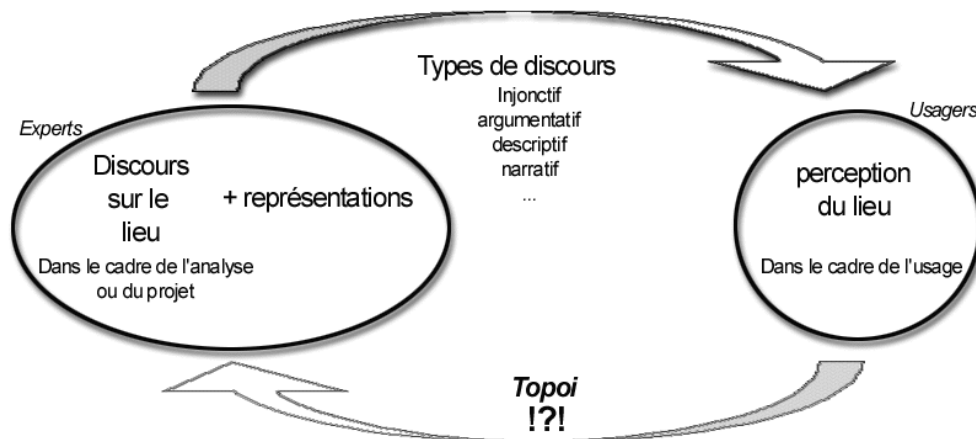 Types de discours
Injonctif
argumentatif
descriptif
narratif
...
Experts
Discours
sur le
lieu
+ représentations
Dans le cadre de l'analyse
ou du projet
Usagers
perception
du lieu
Dans le cadre de l'usage
Topoi
!?!